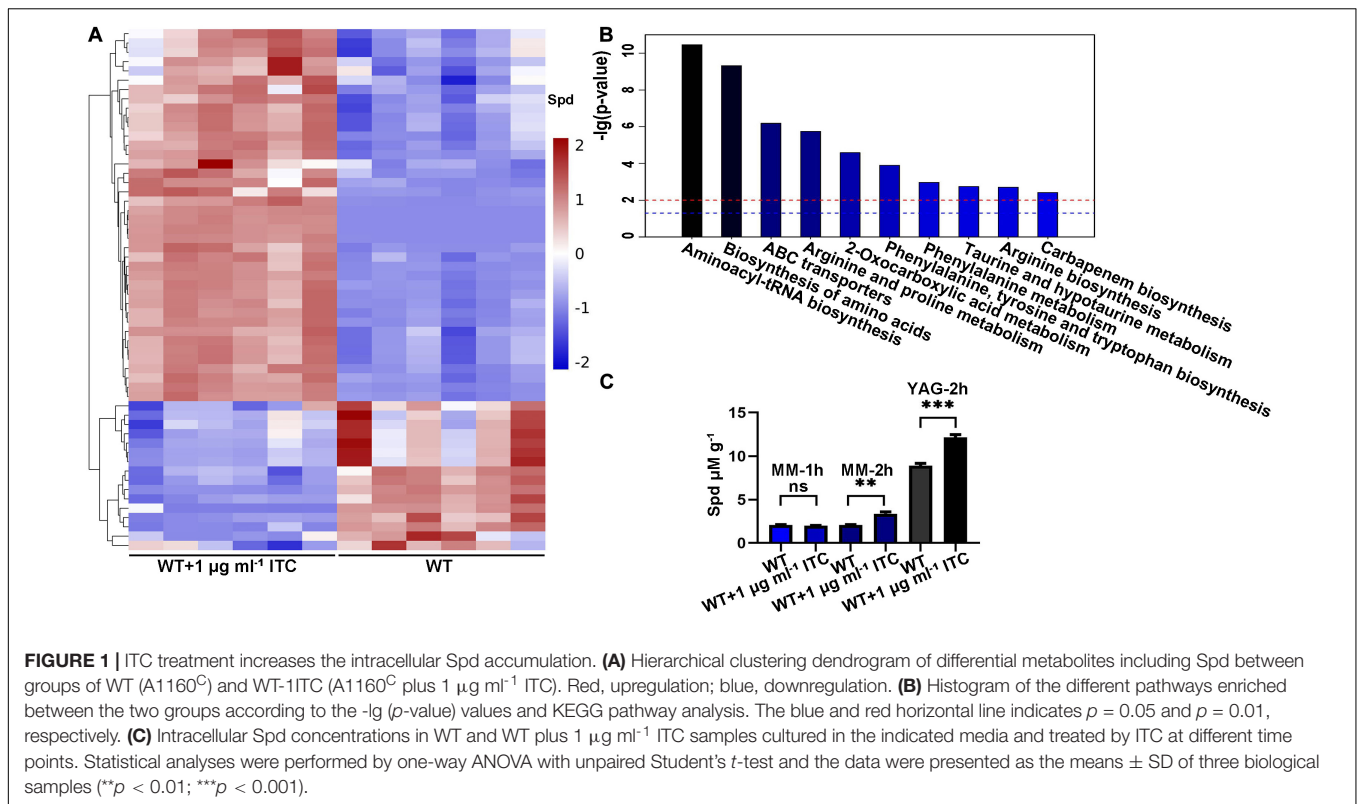 A
Spd
2
1
0
-1
-2
WT+1 µg ml-1 ITC
WT
B
-lg(p-value)
10
8
6
4
2
0
Aminoacyl-tRNA biosynthesis
Biosynthesis of amino acids
ABC transporters
Arginine and proline metabolism
2-Oxocarboxylic acid metabolism
Phenylalanine, tyrosine and tryptophan biosynthesis
Phenylalanine metabolism
Taurine and hypotaurine metabolism
Arginine biosynthesis
Carbapenem biosynthesis
C
Spd µM g-1
15
10
5
0
MM-1h
ns
MM-2h
**
YAG-2h
***
WT
WT+1 µg ml-1 ITC
WT
WT+1 µg ml-1 ITC
WT
WT+1 µg ml-1 ITC
FIGURE 1 | ITC treatment increases the intracellular Spd accumulation. (A) Hierarchical clustering dendrogram of differential metabolites including Spd between
groups of WT (A1160C) and WT-1ITC (A1160C plus 1 µg ml-1 ITC). Red, upregulation; blue, downregulation. (B) Histogram of the different pathways enriched
between the two groups according to the -lg (p-value) values and KEGG pathway analysis. The blue and red horizontal line indicates p = 0.05 and p = 0.01,
respectively. (C) Intracellular Spd concentrations in WT and WT plus 1 µg ml-1 ITC samples cultured in the indicated media and treated by ITC at different time
points. Statistical analyses were performed by one-way ANOVA with unpaired Student's t-test and the data were presented as the means ± SD of three biological
samples (**p < 0.01; ***p < 0.001).